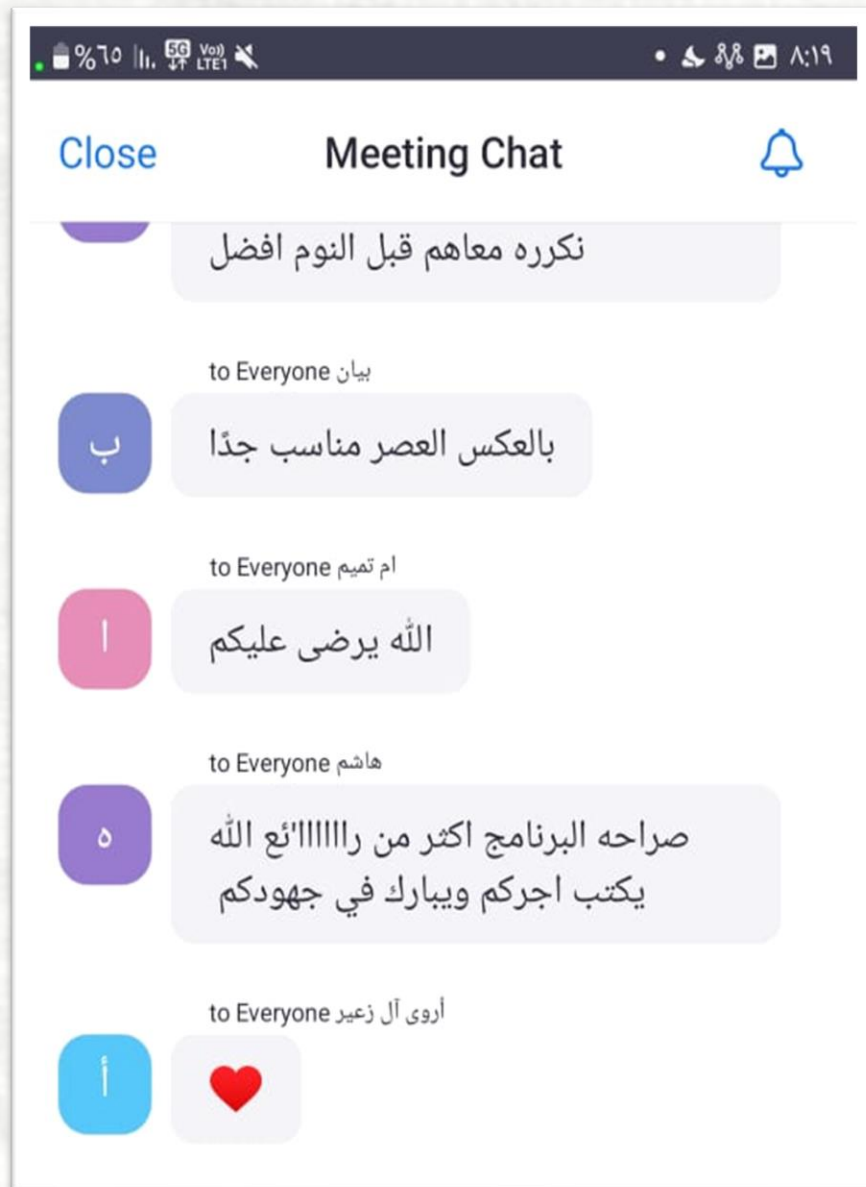 %٦٥ 5G Vo)) LTE1 ٨:١٩
Close Meeting Chat
نكرره معاهم قبل النوم افضل
بيان to Everyone
ب
بالعكس العصر مناسب جدًا
ام تميم to Everyone
ا
الله يرضى عليكم
هاشم to Everyone
ه
صراحه البرنامج اكثر من رااااااا'ئع الله
يكتب اجركم ويبارك في جهودكم
أروى آل زعير to Everyone
أ
❤